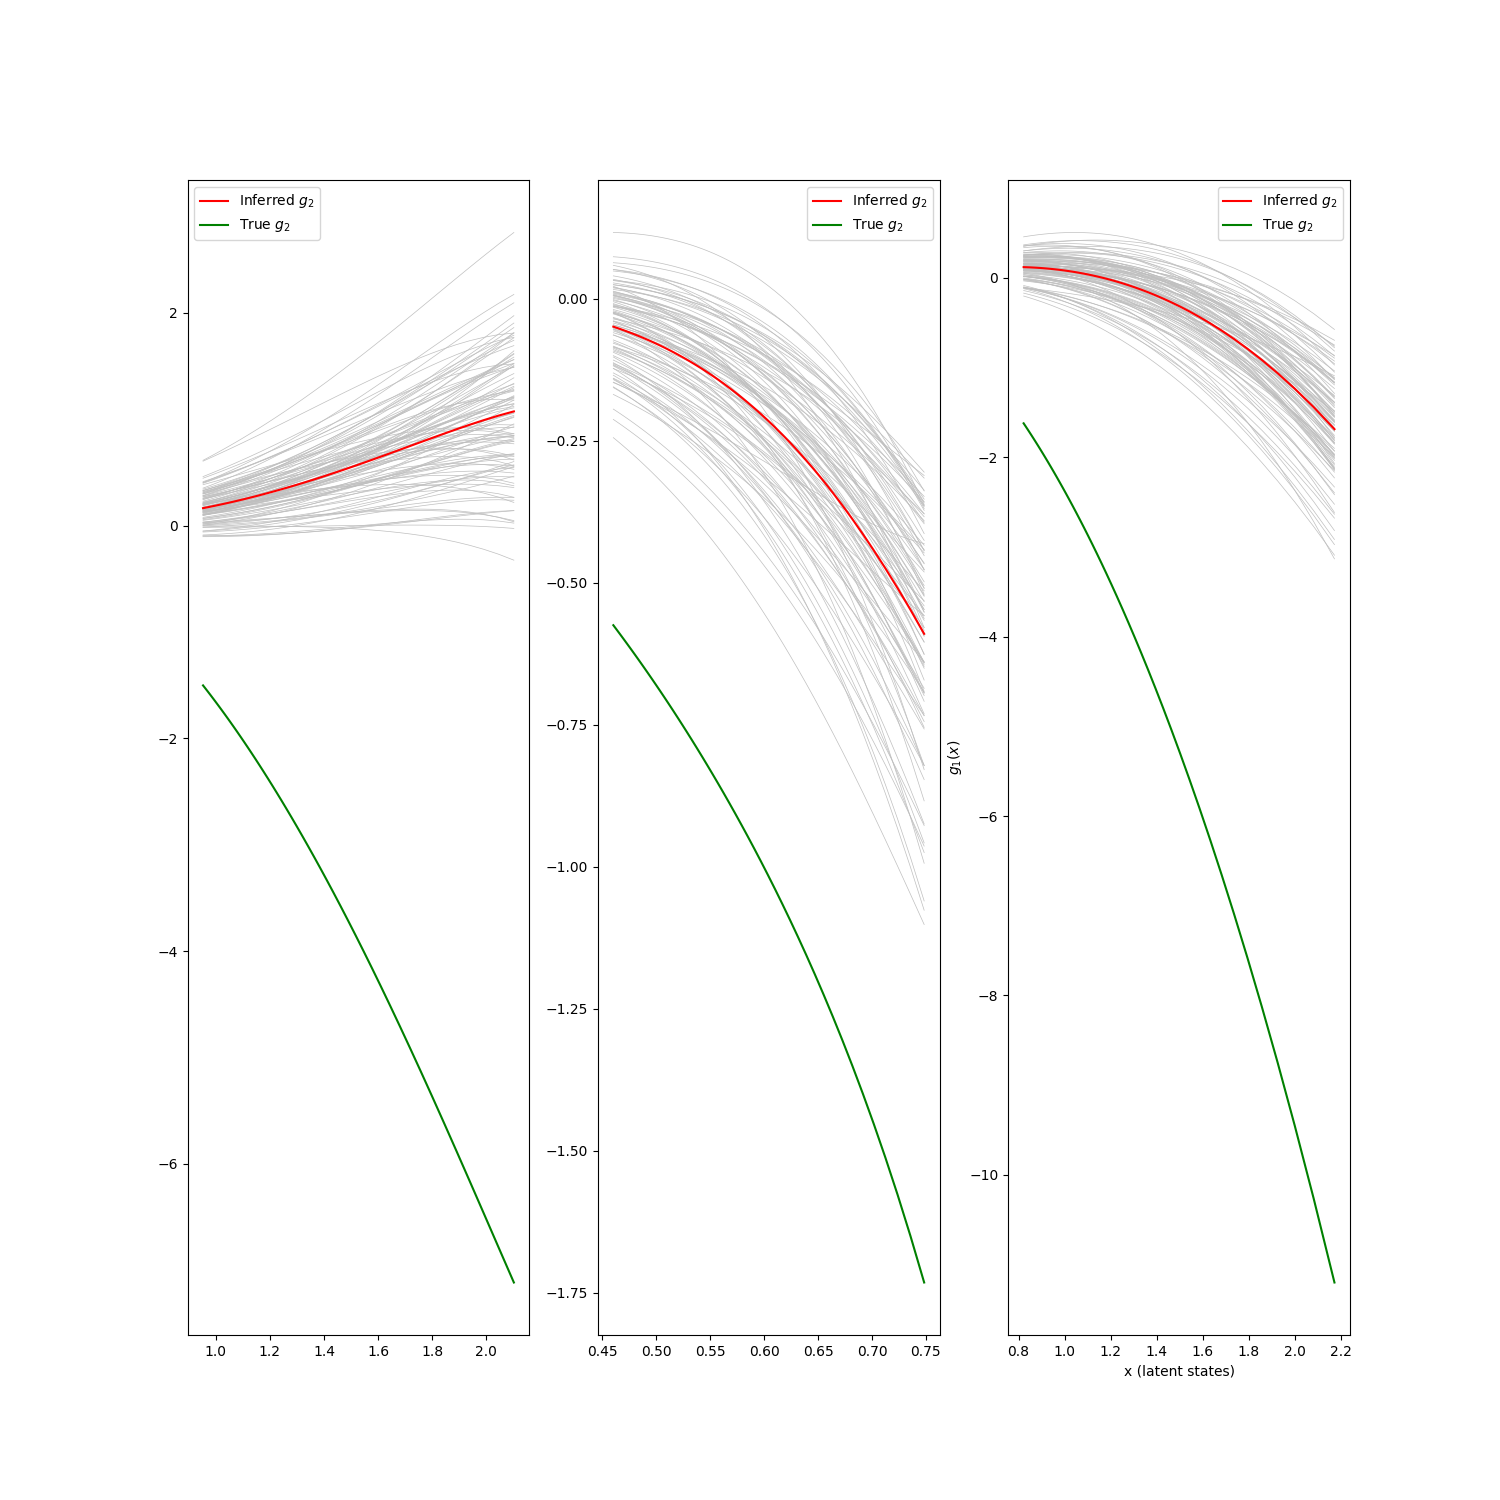 Inferred g₂
True g₂
2
0
−2
−4
−6
1.0 1.2 1.4 1.6 1.8 2.0
Inferred g₂
True g₂
0.00
−0.25
−0.50
−0.75
−1.00
−1.25
−1.50
−1.75
0.45 0.50 0.55 0.60 0.65 0.70 0.75
g₁(x)
Inferred g₂
True g₂
0
−2
−4
−6
−8
−10
0.8 1.0 1.2 1.4 1.6 1.8 2.0 2.2
x (latent states)